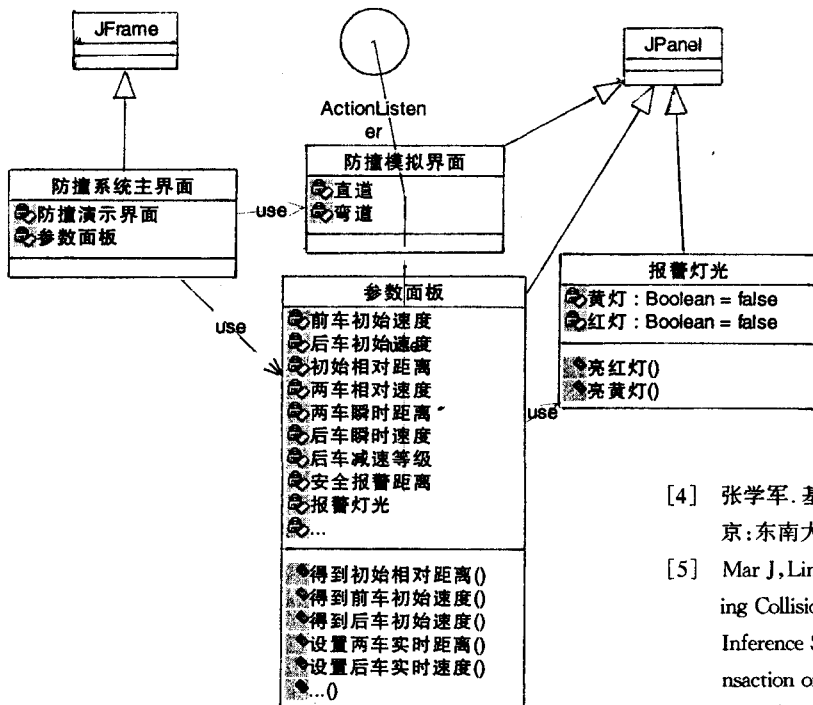 JFrame
ActionListen
er
JPanel
防撞系统主界面
防撞演示界面
参数面板
use
防撞模拟界面
直道
弯道
use
参数面板
前车初始速度
后车初始速度
初始相对距离
两车相对速度
两车瞬时距离
后车瞬时速度
后车减速等级
安全报警距离
报警灯光
...
得到初始相对距离()
得到前车初始速度()
得到后车初始速度()
设置两车实时距离()
设置后车实时速度()
...()
use
报警灯光
黄灯 : Boolean = false
红灯 : Boolean = false
亮红灯()
亮黄灯()
[4] 张学军.基
京:东南大
[5] Mar J,Lin
ing Collisio
Inference S
nsaction on